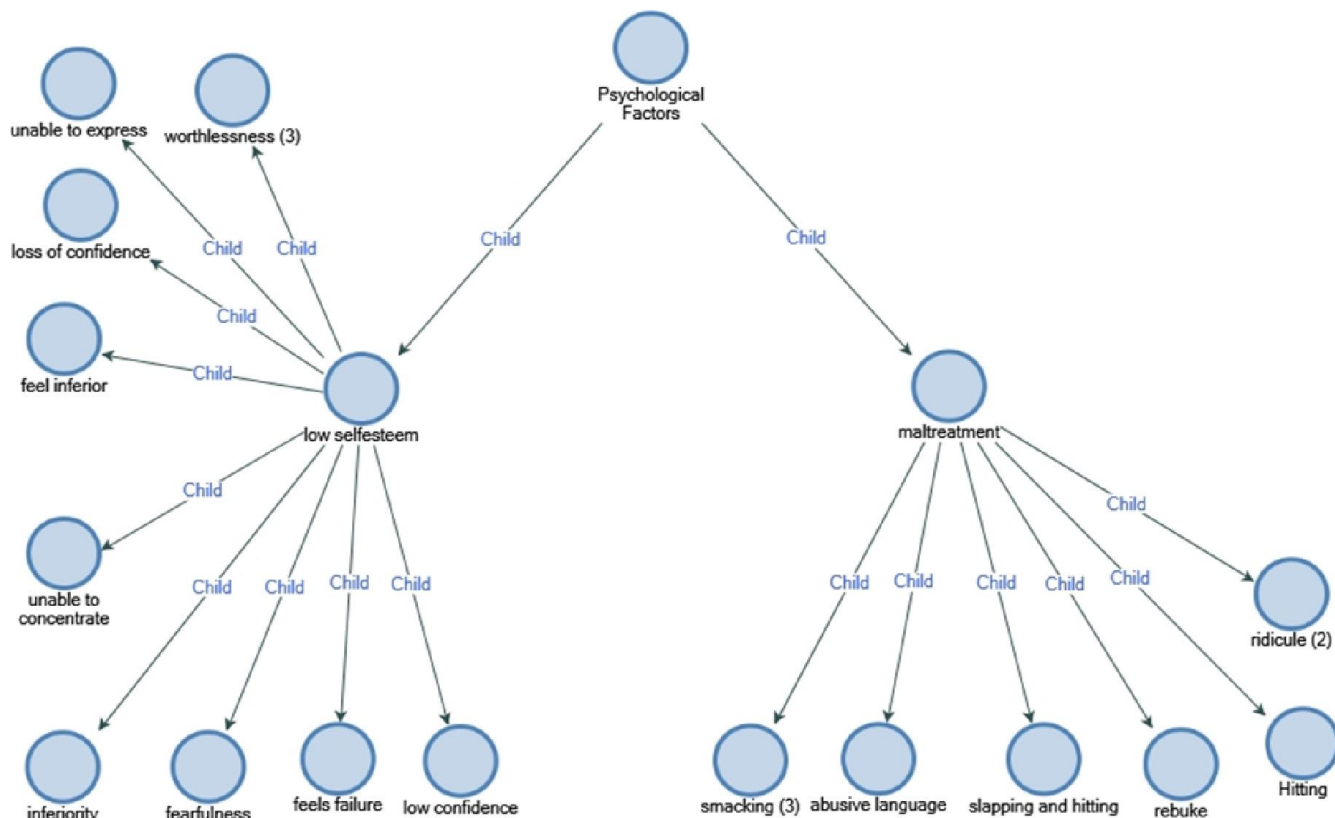 Psychological
Factors
unable to express
worthlessness (3)
Child
Child
Child
Child
loss of confidence
Child
Child
feel inferior
low selfesteem
maltreatment
Child
Child
unable to
concentrate
Child
Child
Child
Child
Child
Child
Child
Child
Child
ridicule (2)
inferiority
fearfulness
feels failure
low confidence
smacking (3)
abusive language
slapping and hitting
rebuke
Hitting